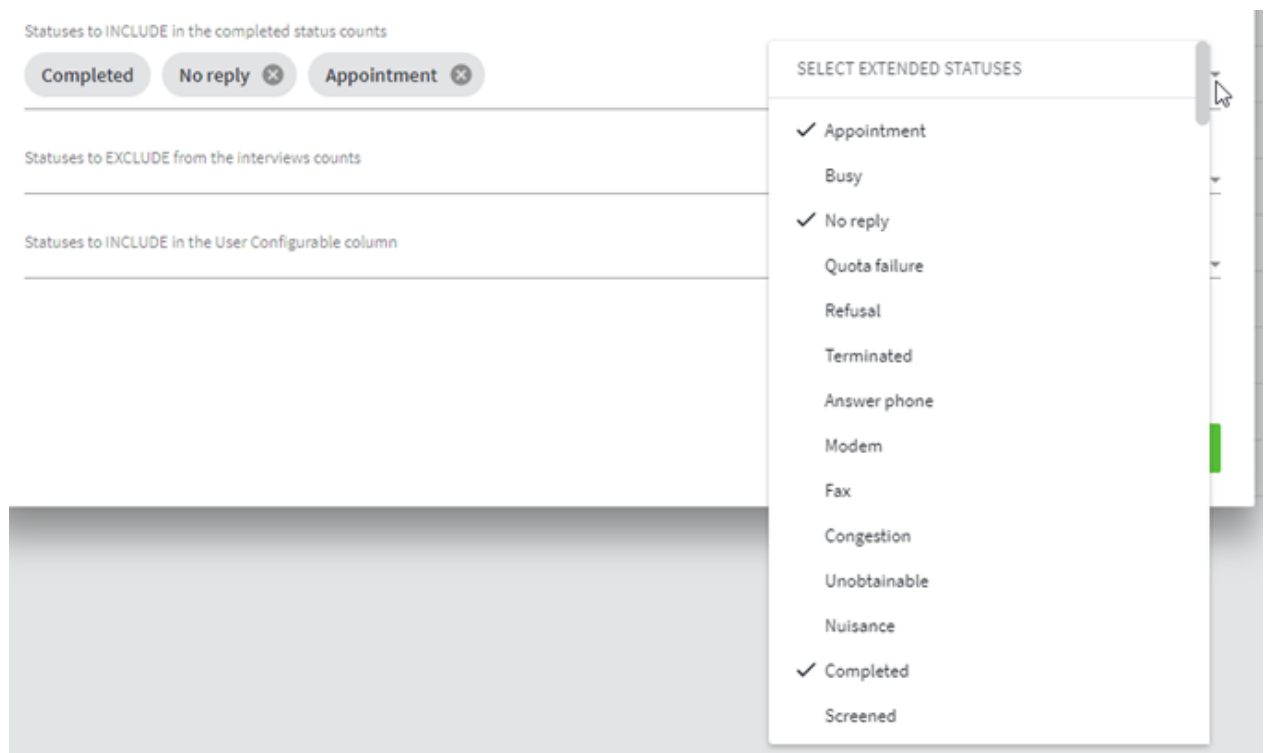 Statuses to INCLUDE in the completed status counts
Completed No reply Appointment
Statuses to EXCLUDE from the interviews counts
Statuses to INCLUDE in the User Configurable column
SELECT EXTENDED STATUSES
Appointment
Busy
No reply
Quota failure
Refusal
Terminated
Answer phone
Modem
Fax
Congestion
Unobtainable
Nuisance
Completed
Screened